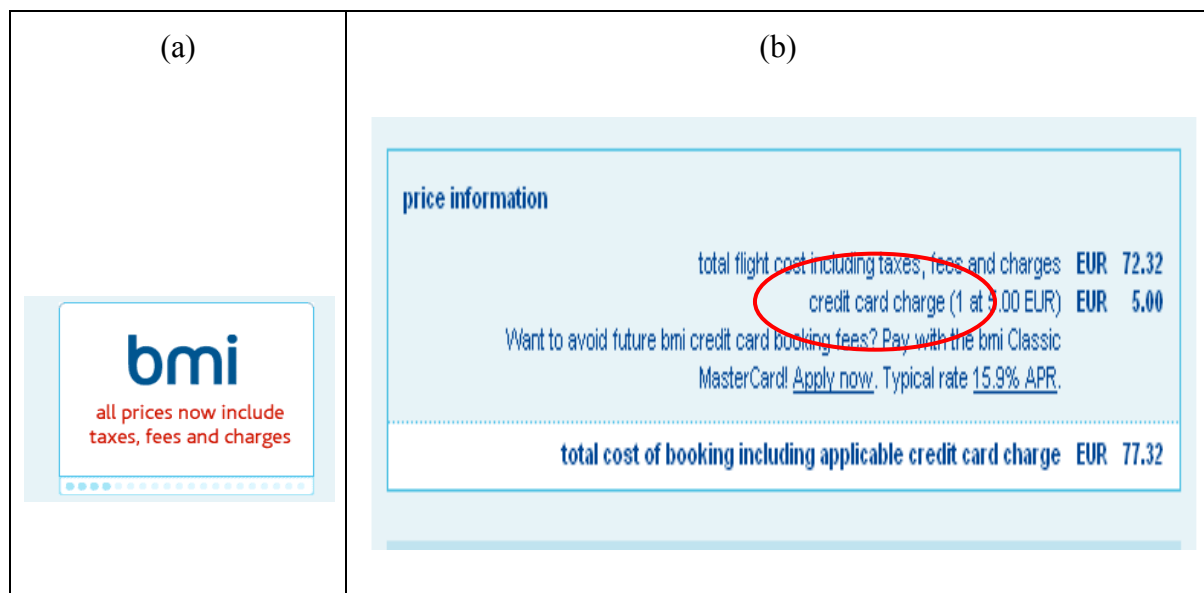 (a)
bmi
all prices now include
taxes, fees and charges
(b)
price information
total flight cost including taxes, fees and charges EUR 72.32
credit card charge (1 at 5.00 EUR) EUR 5.00
Want to avoid future bmi credit card booking fees? Pay with the bmi Classic
MasterCard! Apply now. Typical rate 15.9% APR.
total cost of booking including applicable credit card charge EUR 77.32